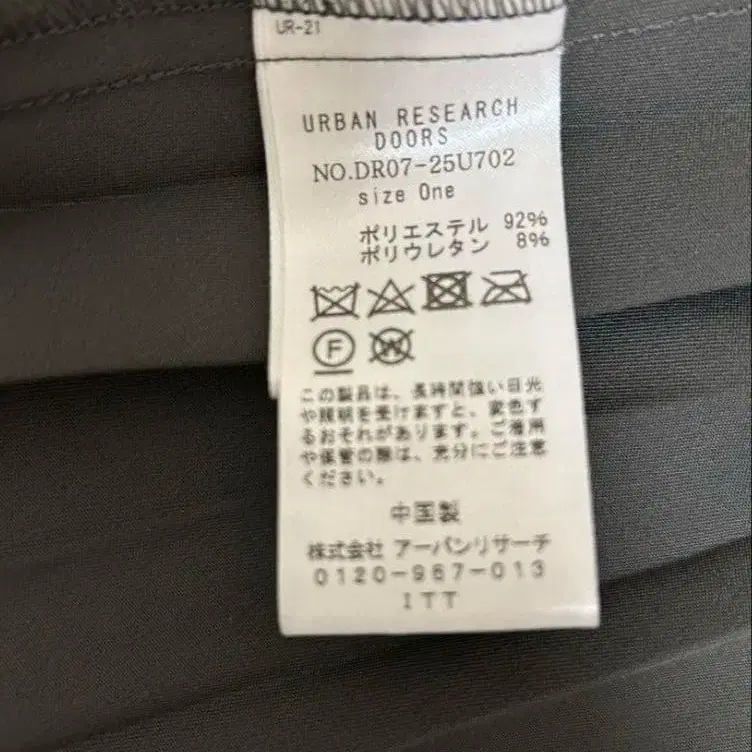 UR-21
URBAN RESEARCH
DOORS
NO.DR07-25U702
size One
ポリエステル 92%
ポリウレタン 8%
F
W
この製品は、長時間強い日光
や照明を受けますと、変色す
るおそれがあります。ご着用
や保管の際は、充分にご注意
ください。
中国製
株式会社 アーバンリサーチ
0120-967-013
ITT